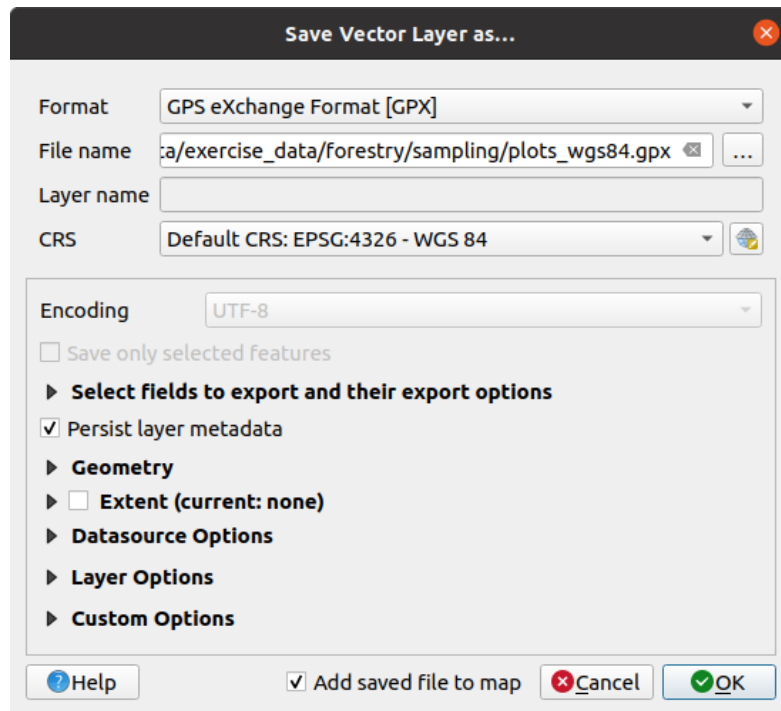 Save Vector Layer as...
Format GPS eXchange Format [GPX]
File name ta/exercise_data/forestry/sampling/plots_wgs84.gpx ...
Layer name
CRS Default CRS: EPSG:4326 - WGS 84
Encoding UTF-8
Save only selected features
Select fields to export and their export options
Persist layer metadata
Geometry
Extent (current: none)
Datasource Options
Layer Options
Custom Options
Help Add saved file to map Cancel OK